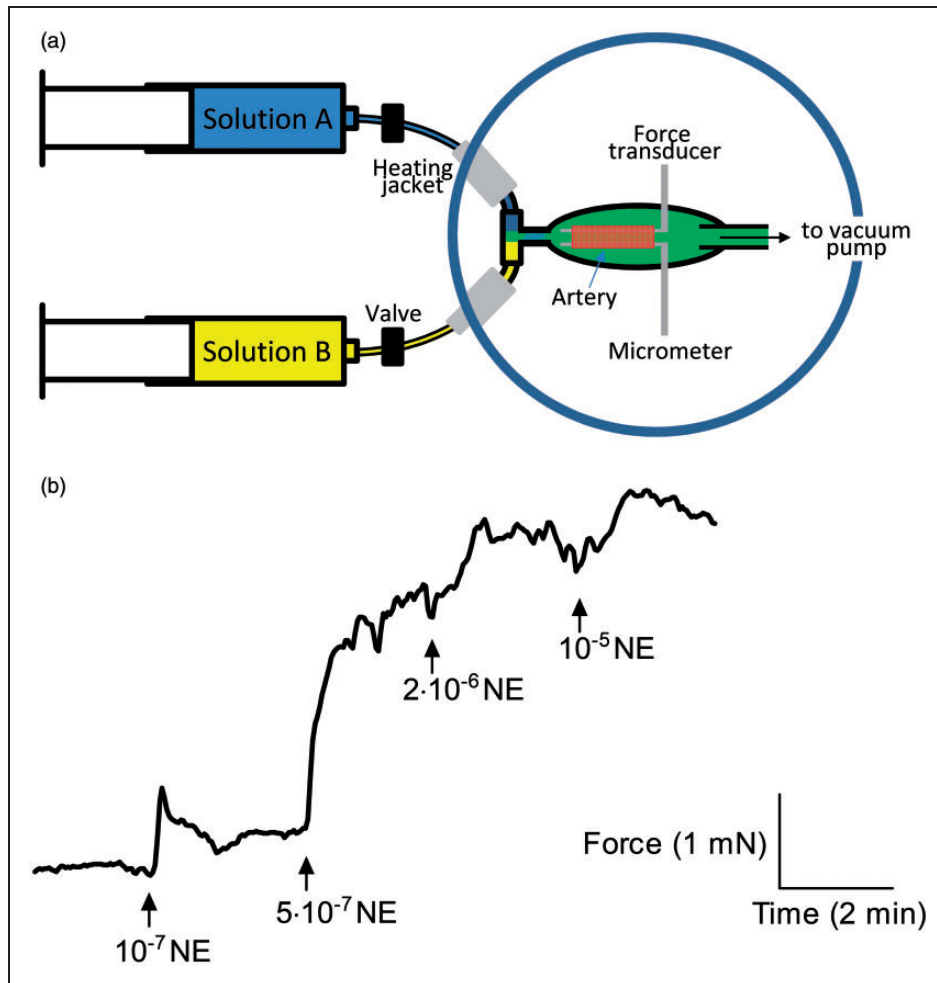 (a)
Solution A
Heating
jacket
Force
transducer
to vacuum
pump
Artery
Valve
Solution B
Micrometer
(b)
10⁻⁷ NE
5·10⁻⁷ NE
2·10⁻⁶ NE
10⁻⁵ NE
Force (1 mN)
Time (2 min)